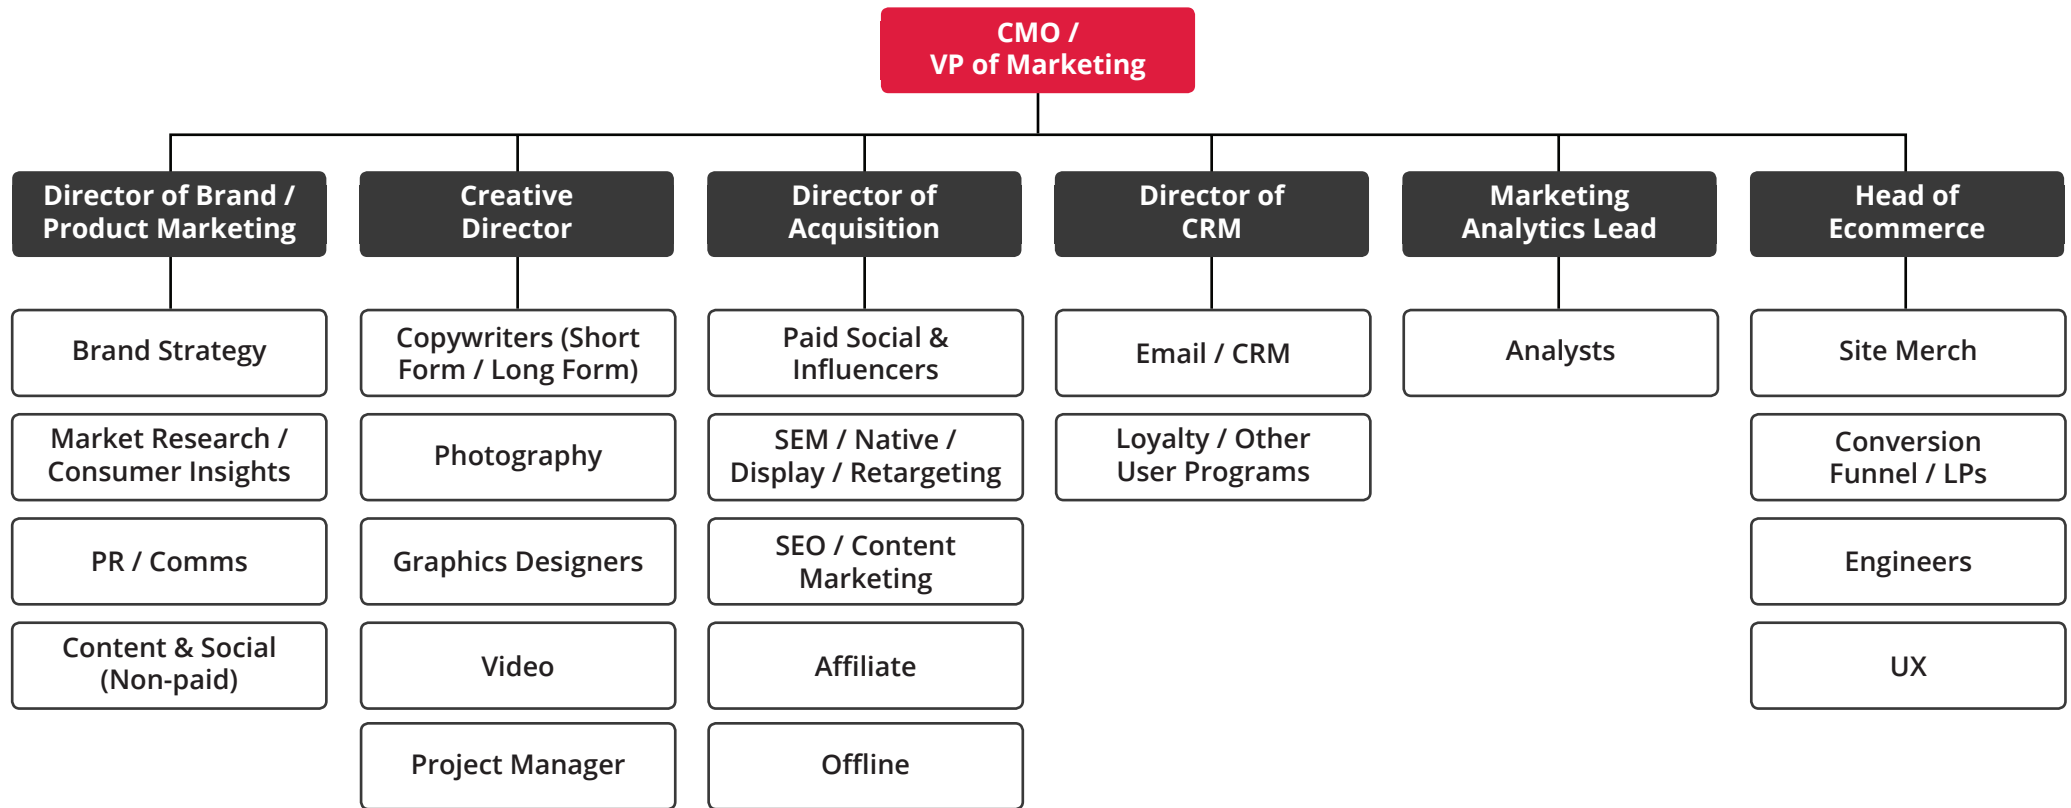 CMO /
VP of Marketing
Director of Brand /
Product Marketing
Creative
Director
Director of
Acquisition
Director of
CRM
Marketing
Analytics Lead
Head of
Ecommerce
Brand Strategy
Market Research /
Consumer Insights
PR / Comms
Content & Social
(Non-paid)
Copywriters (Short
Form / Long Form)
Photography
Graphics Designers
Video
Project Manager
Paid Social &
Influencers
SEM / Native /
Display / Retargeting
SEO / Content
Marketing
Affiliate
Offline
Email / CRM
Loyalty / Other
User Programs
Analysts
Site Merch
Conversion
Funnel / LPs
Engineers
UX